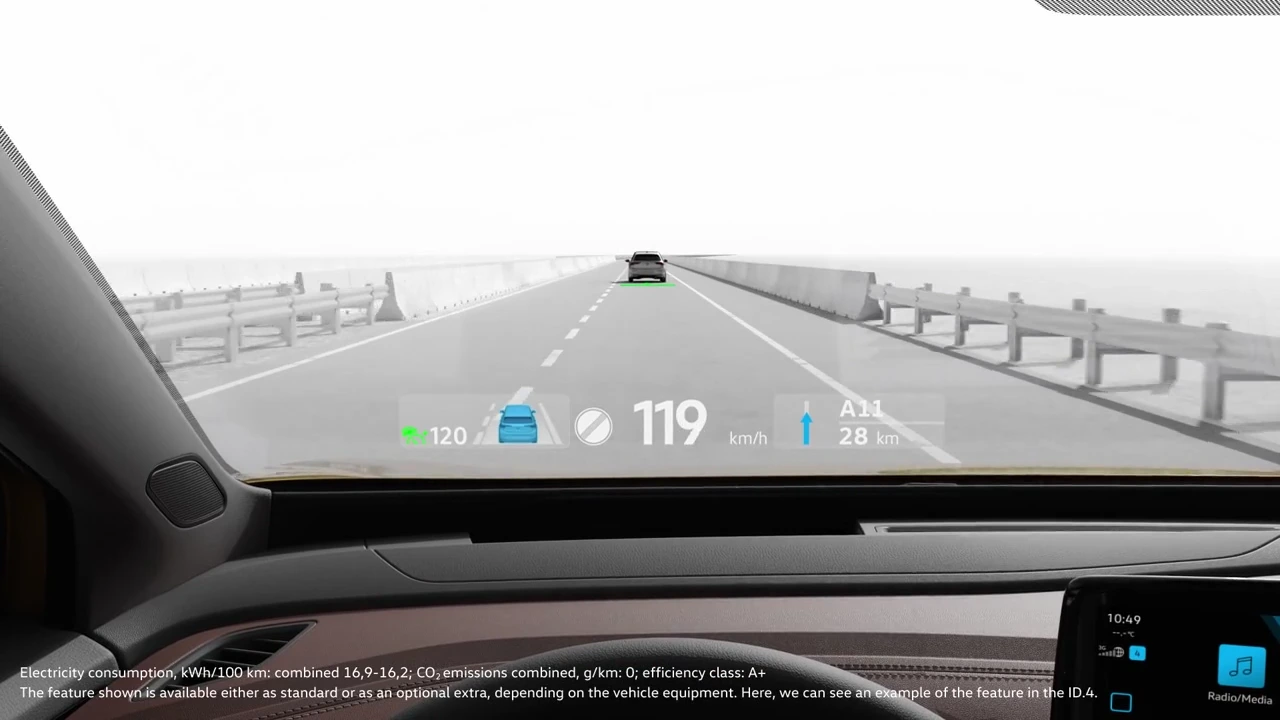 120
119 km/h
A11
28 km
10:49
--,-°C
3G
4
Radio/Media
Electricity consumption, kWh/100 km: combined 16,9-16,2; CO₂ emissions combined, g/km: 0; efficiency class: A+
The feature shown is available either as standard or as an optional extra, depending on the vehicle equipment. Here, we can see an example of the feature in the ID.4.